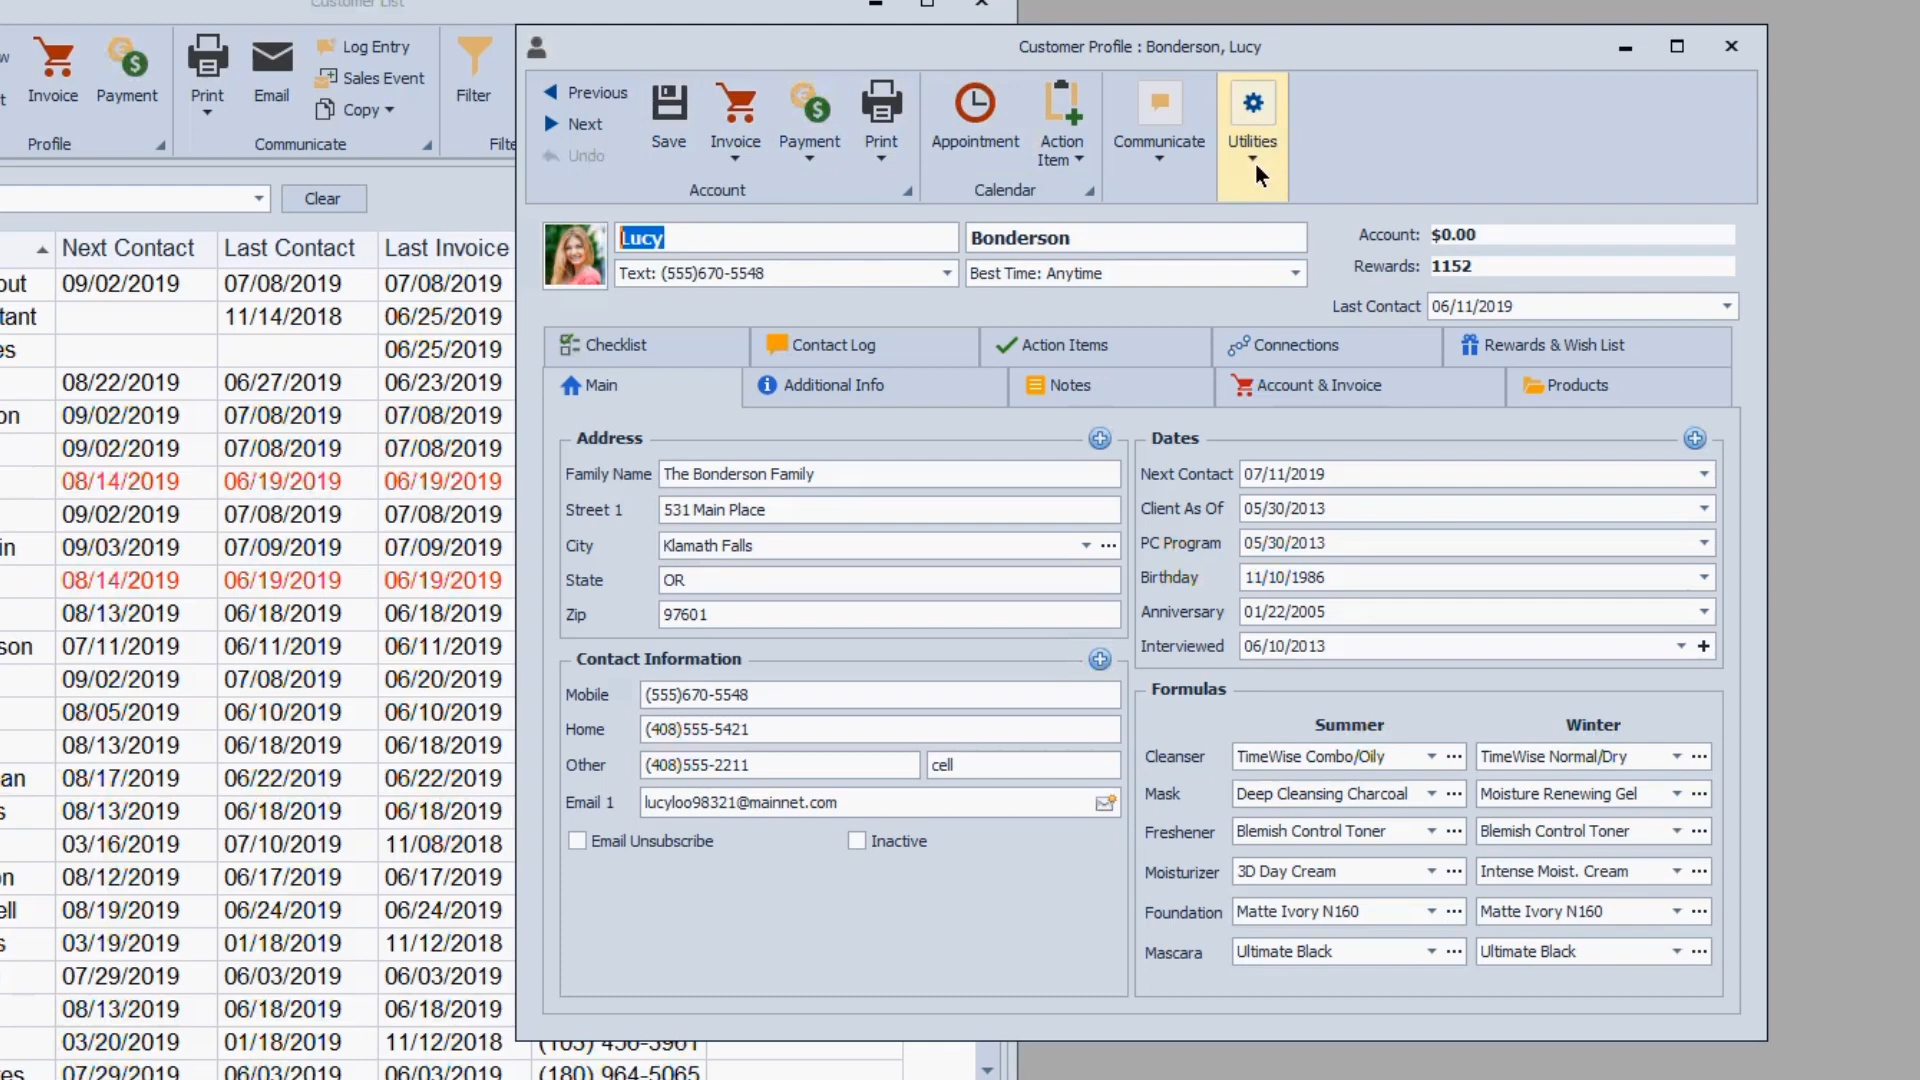 Customer List
Invoice Payment Print Email Log Entry Sales Event Copy Filter
Profile Communicate
Clear
Next Contact Last Contact Last Invoice
out 09/02/2019 07/08/2019 07/08/2019
tant 11/14/2018 06/25/2019
es 06/25/2019
08/22/2019 06/27/2019 06/23/2019
on 09/02/2019 07/08/2019 07/08/2019
09/02/2019 07/08/2019 07/08/2019
08/14/2019 06/19/2019 06/19/2019
09/02/2019 07/08/2019 07/08/2019
in 09/03/2019 07/09/2019 07/09/2019
08/14/2019 06/19/2019 06/19/2019
08/13/2019 06/18/2019 06/18/2019
son 07/11/2019 06/11/2019 06/11/2019
09/02/2019 07/08/2019 06/20/2019
08/05/2019 06/10/2019 06/10/2019
08/13/2019 06/18/2019 06/18/2019
an 08/17/2019 06/22/2019 06/22/2019
s 08/13/2019 06/18/2019 06/18/2019
03/16/2019 07/10/2019 11/08/2018
n 08/12/2019 06/17/2019 06/17/2019
ell 08/19/2019 06/24/2019 06/24/2019
s 03/19/2019 01/18/2019 11/12/2018
07/29/2019 06/03/2019 06/03/2019
08/13/2019 06/18/2019 06/18/2019
03/20/2019 01/18/2019 11/12/2018
es 07/29/2019 06/03/2019 06/03/2019 (180) 964-5065
Customer Profile : Bonderson, Lucy
Previous
Next
Undo
Save Invoice Payment Print Appointment Action Item Communicate Utilities
Account Calendar
Lucy Bonderson
Account: $0.00
Text: (555)670-5548 Best Time: Anytime
Rewards: 1152
Last Contact 06/11/2019
Checklist Contact Log Action Items Connections Rewards & Wish List
Main Additional Info Notes Account & Invoice Products
Address
Family Name The Bonderson Family
Street 1 531 Main Place
City Klamath Falls
State OR
Zip 97601
Contact Information
Mobile (555)670-5548
Home (408)555-5421
Other (408)555-2211 cell
Email 1 lucyloo98321@mainnet.com
Email Unsubscribe Inactive
Dates
Next Contact 07/11/2019
Client As Of 05/30/2013
PC Program 05/30/2013
Birthday 11/10/1986
Anniversary 01/22/2005
Interviewed 06/10/2013
Formulas
Summer Winter
Cleanser TimeWise Combo/Oily TimeWise Normal/Dry
Mask Deep Cleansing Charcoal Moisture Renewing Gel
Freshener Blemish Control Toner Blemish Control Toner
Moisturizer 3D Day Cream Intense Moist. Cream
Foundation Matte Ivory N160 Matte Ivory N160
Mascara Ultimate Black Ultimate Black